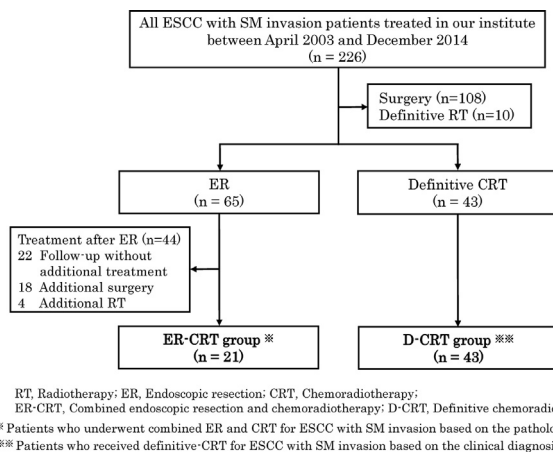 All ESCC with SM invasion patients treated in our institute
between April 2003 and December 2014
(n = 226)
Surgery (n=108)
Definitive RT (n=10)
ER
(n = 65)
Definitive CRT
(n = 43)
Treatment after ER (n=44)
22 Follow-up without
additional treatment
18 Additional surgery
4 Additional RT
ER-CRT group ※
(n = 21)
D-CRT group ※※
(n = 43)
RT, Radiotherapy; ER, Endoscopic resection; CRT, Chemoradiotherapy;
ER-CRT, Combined endoscopic resection and chemoradiotherapy; D-CRT, Definitive chemoradi
※ Patients who underwent combined ER and CRT for ESCC with SM invasion based on the patholo
※※ Patients who received definitive-CRT for ESCC with SM invasion based on the clinical diagnosi